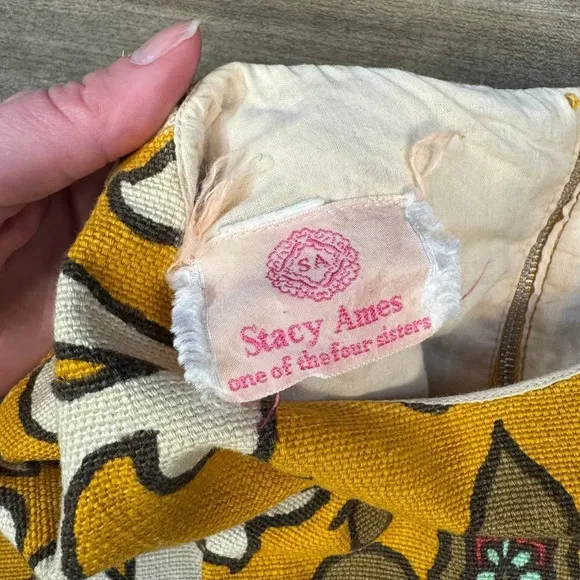 SA
Stacy Ames
one of the four sisters